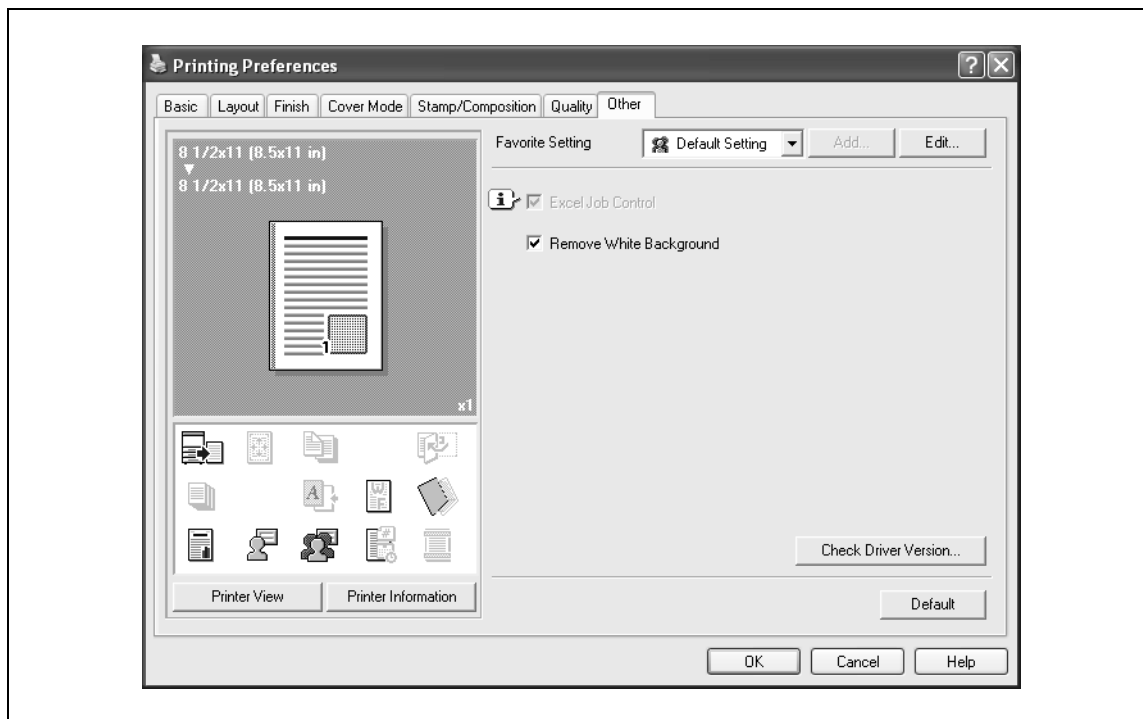 Printing Preferences
Basic Layout Finish Cover Mode Stamp/Composition Quality Other
8 1/2x11 (8.5x11 in)
8 1/2x11 (8.5x11 in)
1
x1
Printer View Printer Information
Favorite Setting Default Setting Add... Edit...
Excel Job Control
Remove White Background
Check Driver Version...
Default
OK Cancel Help